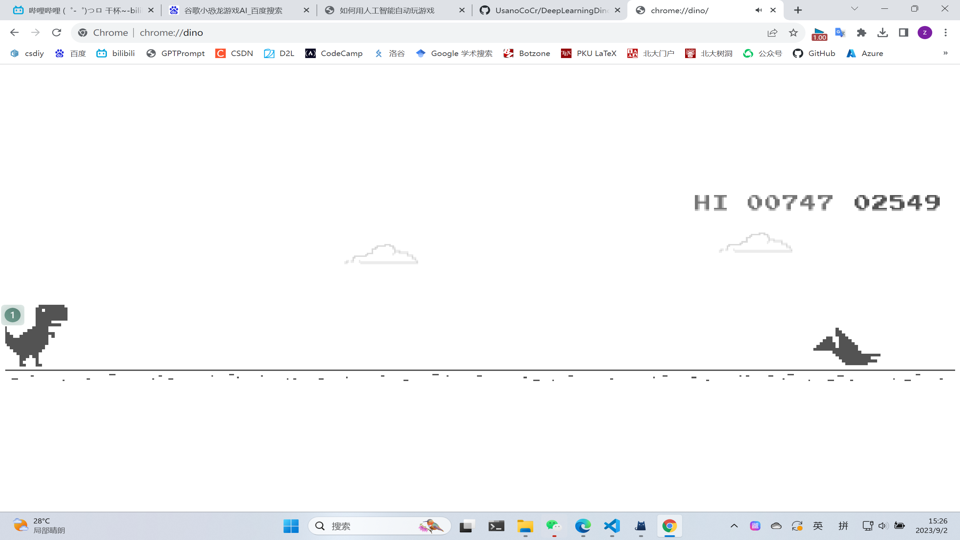 哔哩哔哩 (゜-゜)つロ 干杯~-bili
谷歌小恐龙游戏AI_百度搜索
如何用人工智能自动玩游戏
UsanoCoCr/DeepLearningDino
chrome://dino/
Chrome | chrome://dino
1.00
z
csdiy
百度
bilibili
GPTPrompt
CSDN
D2L
CodeCamp
洛谷
Google 学术搜索
Botzone
PKU LaTeX
北大门户
北大树洞
公众号
GitHub
Azure
»
HI 00747 02549
1
28°C
局部晴朗
搜索
英
拼
15:26
2023/9/2